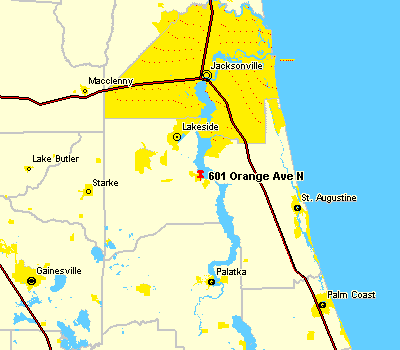 Jacksonville
Macclenny
Lakeside
Lake Butler
601 Orange Ave N
Starke
St. Augustine
Gainesville
Palatka
Palm Coast